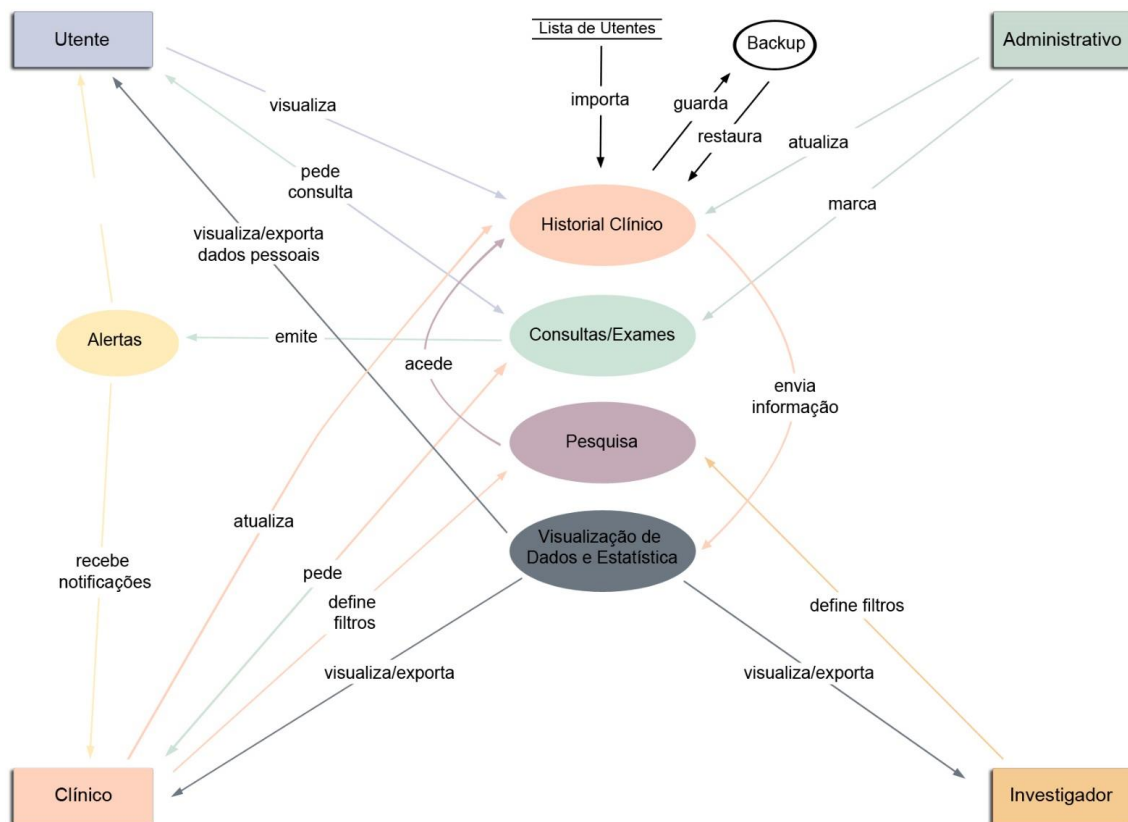 Utente
Lista de Utentes
Backup
Administrativo
visualiza
importa
guarda
restaura
atualiza
pede
consulta
marca
visualiza/exporta
dados pessoais
Historial Clínico
Alertas
emite
Consultas/Exames
acede
envia
informação
Pesquisa
atualiza
Visualização de
Dados e Estatística
recebe
notificações
pede
define
filtros
define filtros
visualiza/exporta
visualiza/exporta
Clínico
Investigador